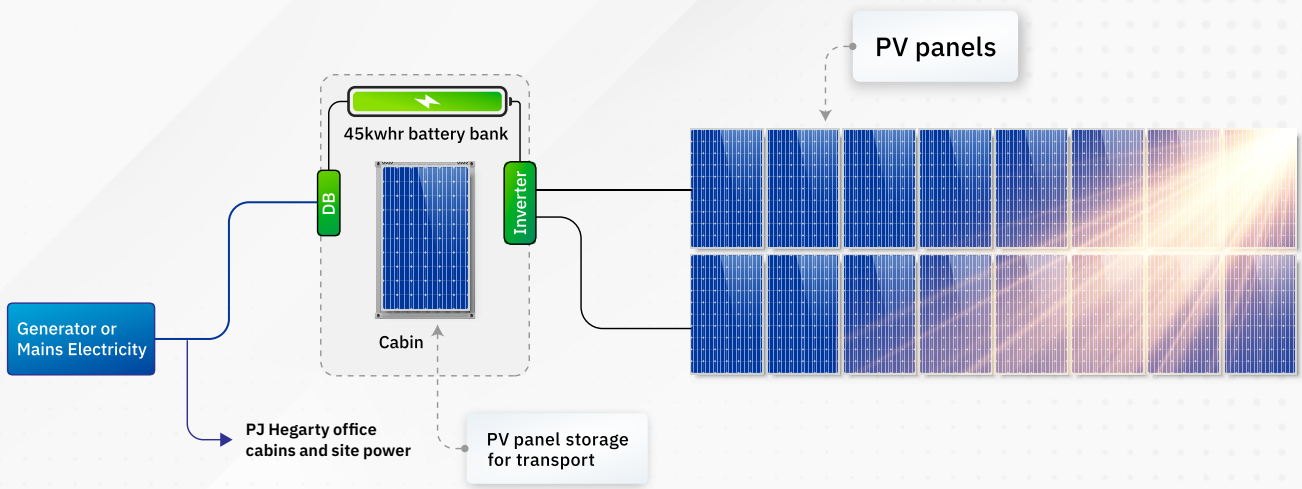 PV panels
45kwhr battery bank
DB
Inverter
Generator or
Mains Electricity
Cabin
PJ Hegarty office
cabins and site power
PV panel storage
for transport